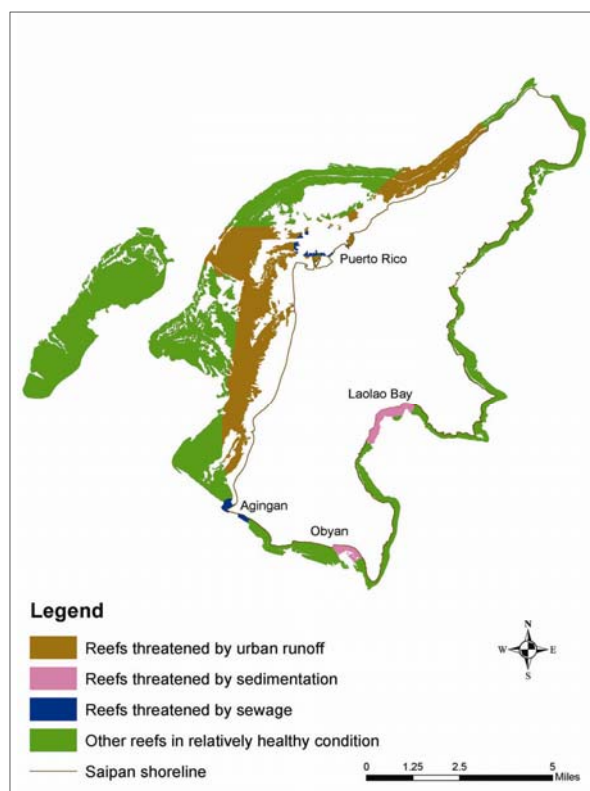 Puerto Rico
Laolao Bay
Agingan
Obyan
Legend
Reefs threatened by urban runoff
Reefs threatened by sedimentation
Reefs threatened by sewage
Other reefs in relatively healthy condition
Saipan shoreline
N
W E
S
0 1.25 2.5 5
Miles